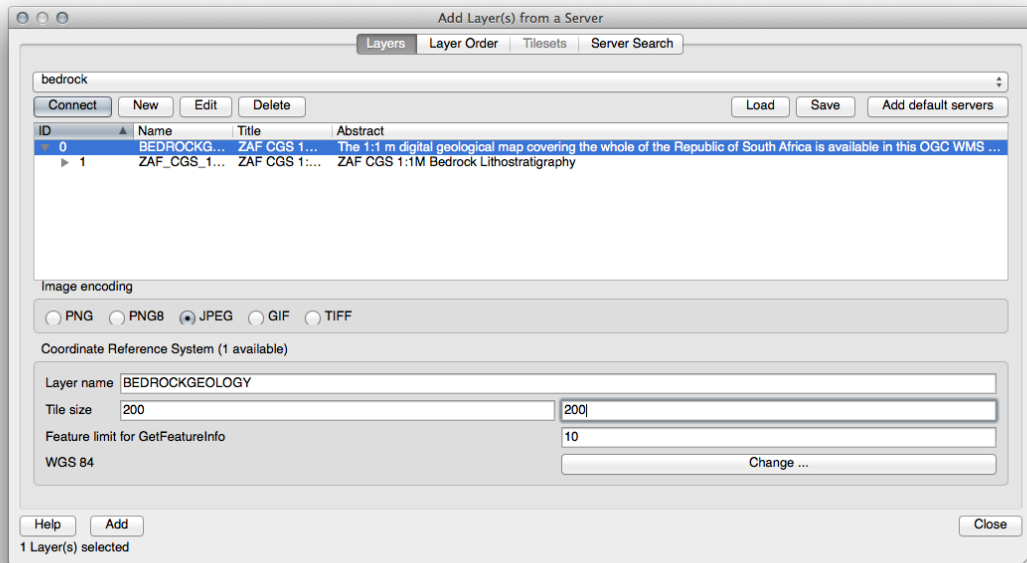 Add Layer(s) from a Server
Layers Layer Order Tilesets Server Search
bedrock
Connect New Edit Delete Load Save Add default servers
ID Name Title Abstract
0 BEDROCKG... ZAF CGS 1... The 1:1 m digital geological map covering the whole of the Republic of South Africa is available in this OGC WMS ...
1 ZAF_CGS_1... ZAF CGS 1:... ZAF CGS 1:1M Bedrock Lithostratigraphy
Image encoding
PNG PNG8 JPEG GIF TIFF
Coordinate Reference System (1 available)
Layer name BEDROCKGEOLOGY
Tile size 200 200
Feature limit for GetFeatureInfo 10
WGS 84 Change ...
Help Add Close
1 Layer(s) selected